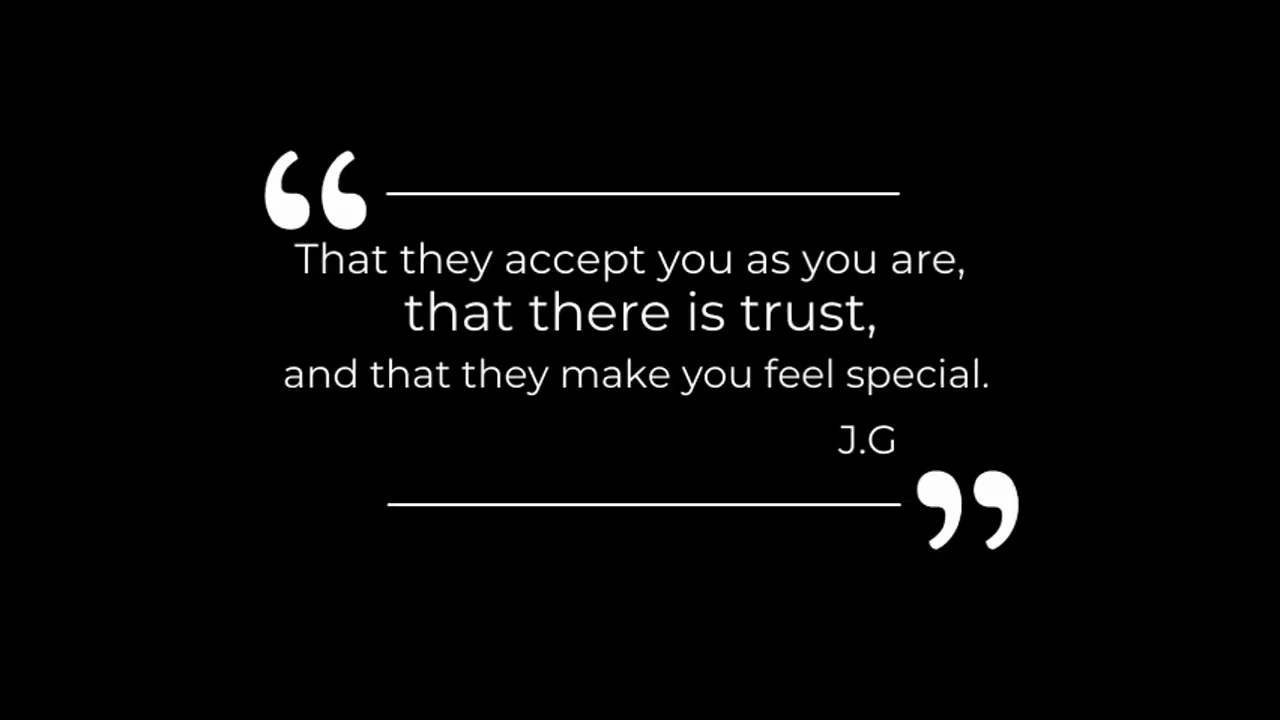 “
That they accept you as you are,
that there is trust,
and that they make you feel special.
J.G
”